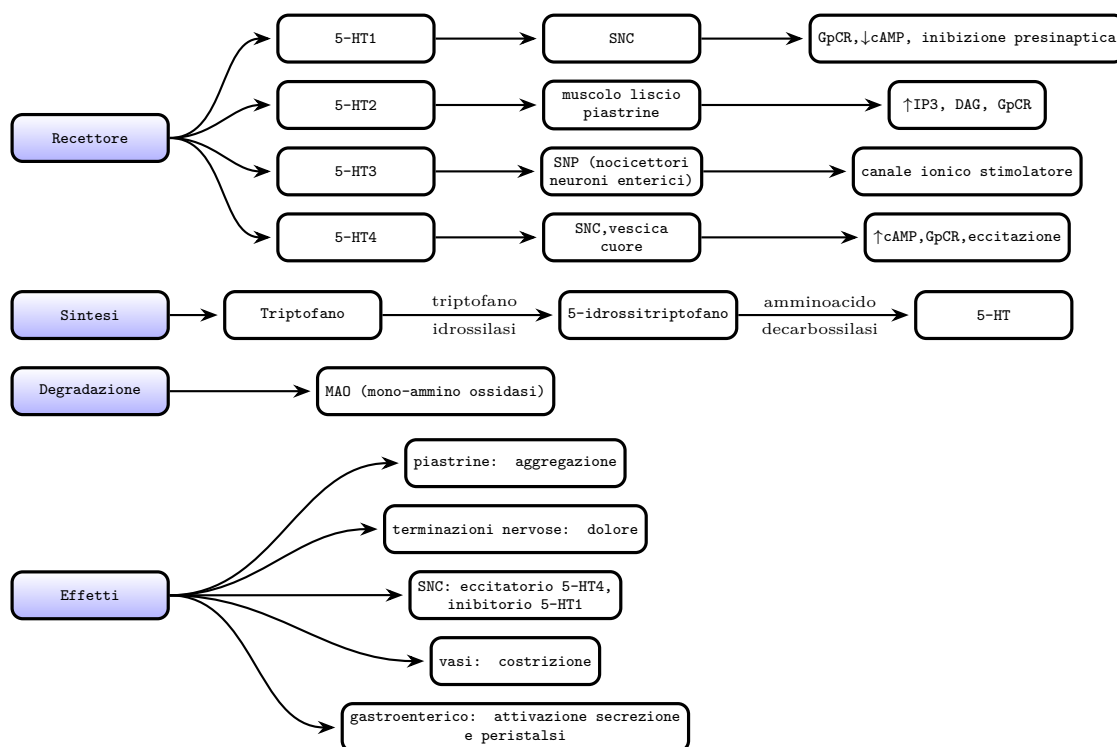 5-HT1
SNC
GpCR,↓cAMP, inibizione presinaptica
5-HT2
muscolo liscio
piastrine
↑IP3, DAG, GpCR
Recettore
5-HT3
SNP (nocicettori
neuroni enterici)
canale ionico stimolatore
5-HT4
SNC,vescica
cuore
↑cAMP,GpCR,eccitazione
Sintesi
Triptofano
triptofano
idrossilasi
5-idrossitriptofano
amminoacido
decarbossilasi
5-HT
Degradazione
MAO (mono-ammino ossidasi)
piastrine: aggregazione
terminazioni nervose: dolore
Effetti
SNC: eccitatorio 5-HT4,
inibitorio 5-HT1
vasi: costrizione
gastroenterico: attivazione secrezione
e peristalsi